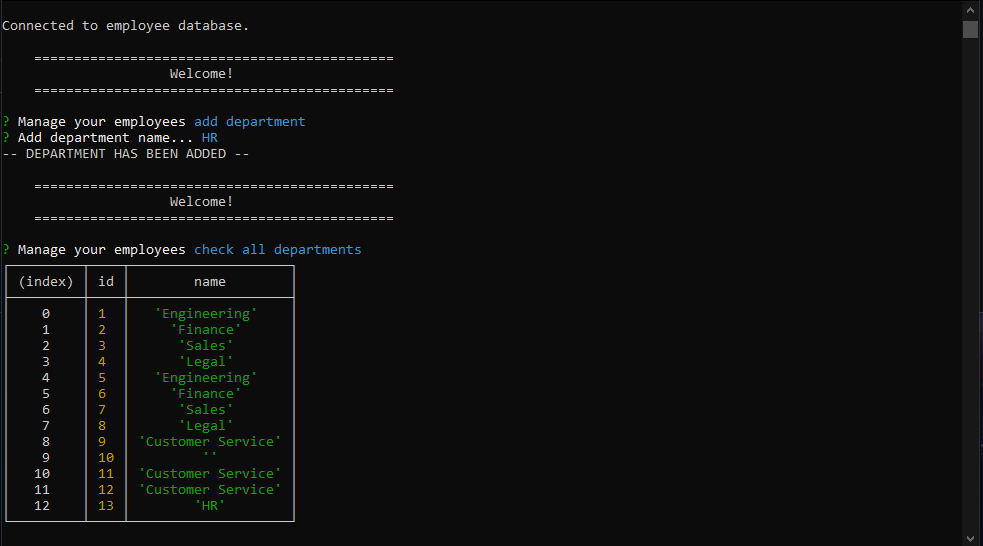 Connected to employee database.
=============================================
Welcome!
=============================================
? Manage your employees add department
? Add department name... HR
-- DEPARTMENT HAS BEEN ADDED --
=============================================
Welcome!
=============================================
? Manage your employees check all departments
(index) id name
0 1 'Engineering'
1 2 'Finance'
2 3 'Sales'
3 4 'Legal'
4 5 'Engineering'
5 6 'Finance'
6 7 'Sales'
7 8 'Legal'
8 9 'Customer Service'
9 10 ''
10 11 'Customer Service'
11 12 'Customer Service'
12 13 'HR'